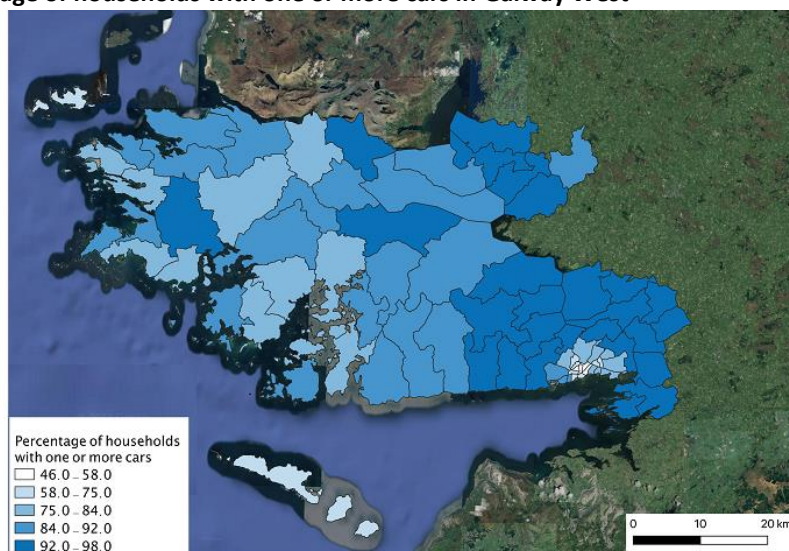 age of households with one or more cars in Galway West
Percentage of households
with one or more cars
46.0 – 58.0
58.0 – 75.0
75.0 – 84.0
84.0 – 92.0
92.0 – 98.0
0 10 20 km